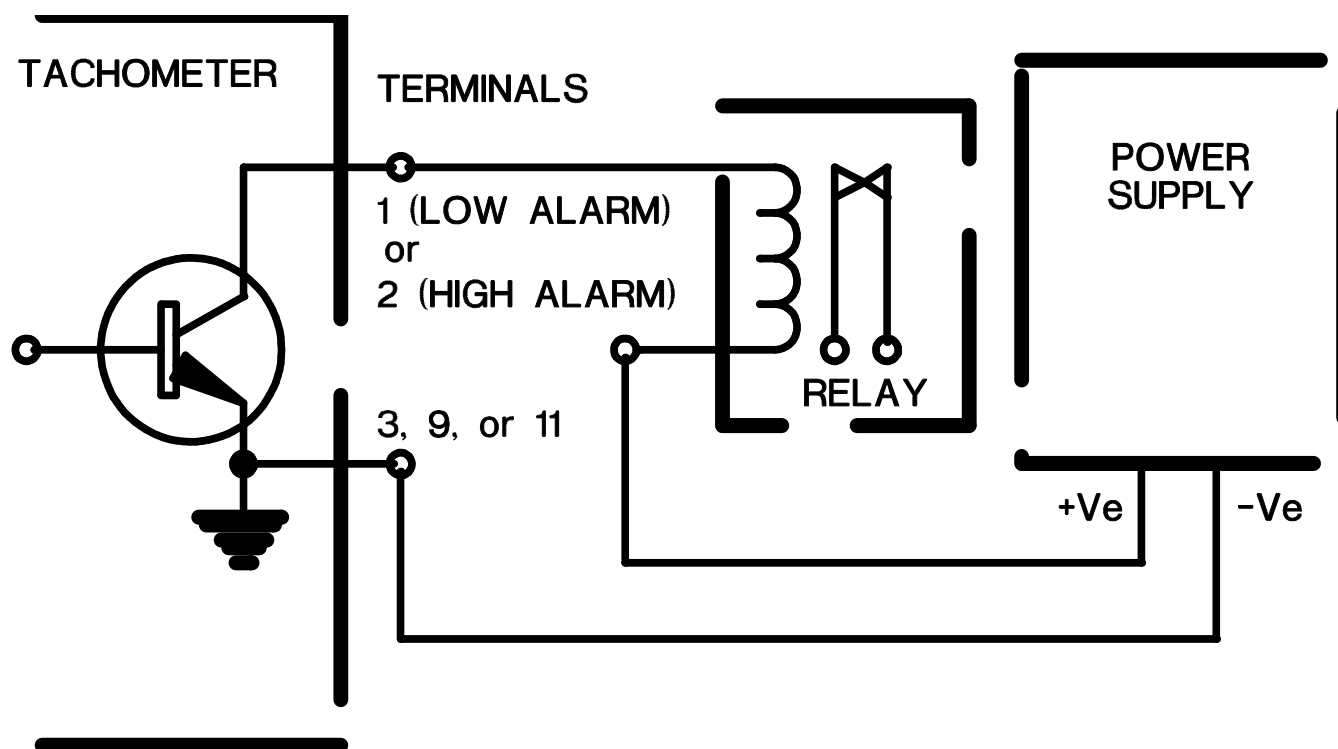 TACHOMETER
TERMINALS
1 (LOW ALARM)
or
2 (HIGH ALARM)
3, 9, or 11
RELAY
POWER
SUPPLY
+Ve
-Ve